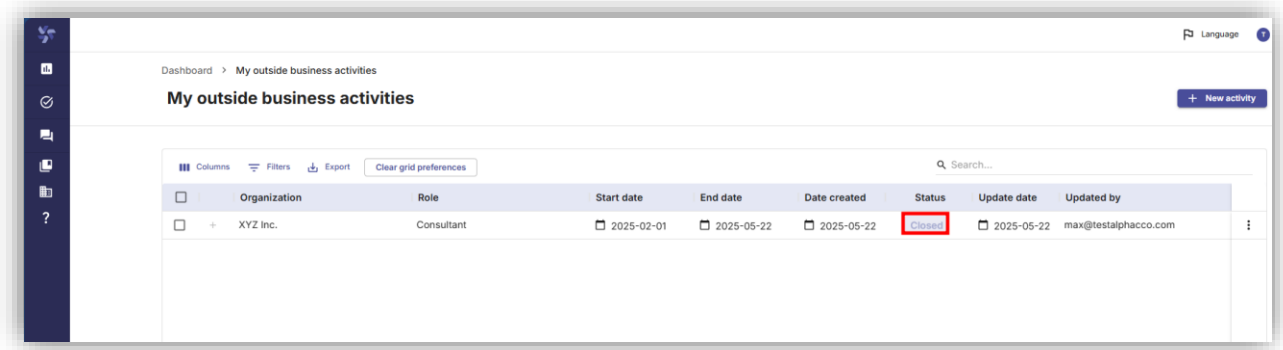 Language T
Dashboard > My outside business activities
My outside business activities
+ New activity
Columns Filters Export Clear grid preferences Search...
Organization Role Start date End date Date created Status Update date Updated by
+ XYZ Inc. Consultant 2025-02-01 2025-05-22 2025-05-22 Closed 2025-05-22 max@testalphacco.com
?